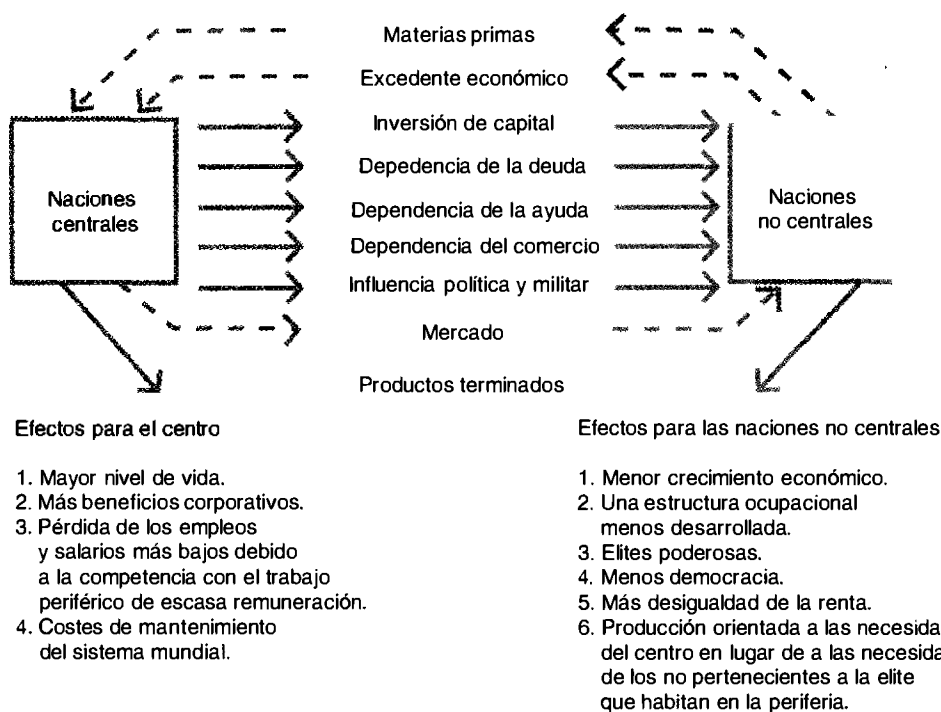 Materias primas
Excedente económico
Inversión de capital
Depedencia de la deuda
Naciones
centrales
Dependencia de la ayuda
Naciones
no centrales
Dependencia del comercio
Influencia política y militar
Mercado
Productos terminados
Efectos para el centro
1. Mayor nivel de vida.
2. Más beneficios corporativos.
3. Pérdida de los empleos
y salarios más bajos debido
a la competencia con el trabajo
periférico de escasa remuneración.
4. Costes de mantenimiento
del sistema mundial.
Efectos para las naciones no centrales
1. Menor crecimiento económico.
2. Una estructura ocupacional
menos desarrollada.
3. Elites poderosas.
4. Menos democracia.
5. Más desigualdad de la renta.
6. Producción orientada a las necesida
del centro en lugar de a las necesida
de los no pertenecientes a la elite
que habitan en la periferia.